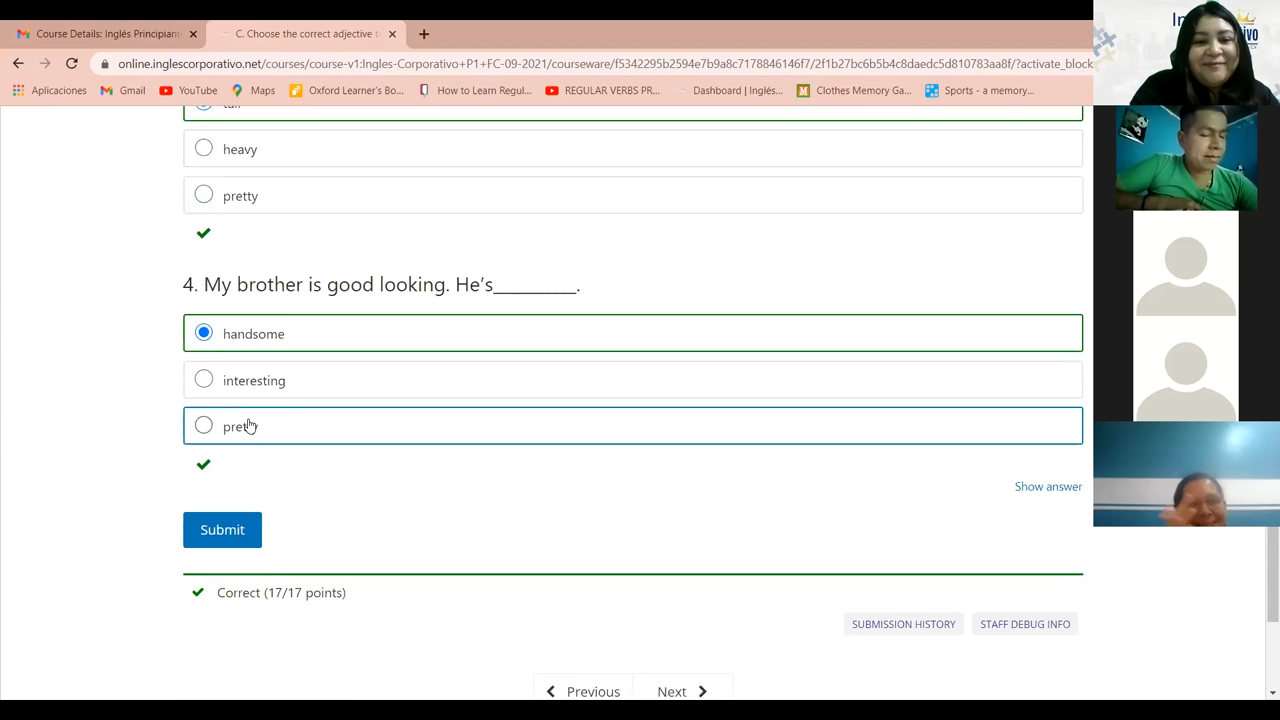 Course Details: Inglés Principiant
C. Choose the correct adjective t
online.inglescorporativo.net/courses/course-v1:Ingles-Corporativo+P1+FC-09-2021/courseware/f5342295b2594e7b9a8c7178846146f7/2f1b27bc6b5b4c8daedc5d810783aa8f/?activate_block
Aplicaciones Gmail YouTube Maps Oxford Learner's Bo... How to Learn Regul... REGULAR VERBS PR... Dashboard | Inglés... Clothes Memory Ga... Sports - a memory...
heavy
pretty
4. My brother is good looking. He's__________.
handsome
interesting
pretty
Show answer
Submit
Correct (17/17 points)
SUBMISSION HISTORY STAFF DEBUG INFO
Previous Next